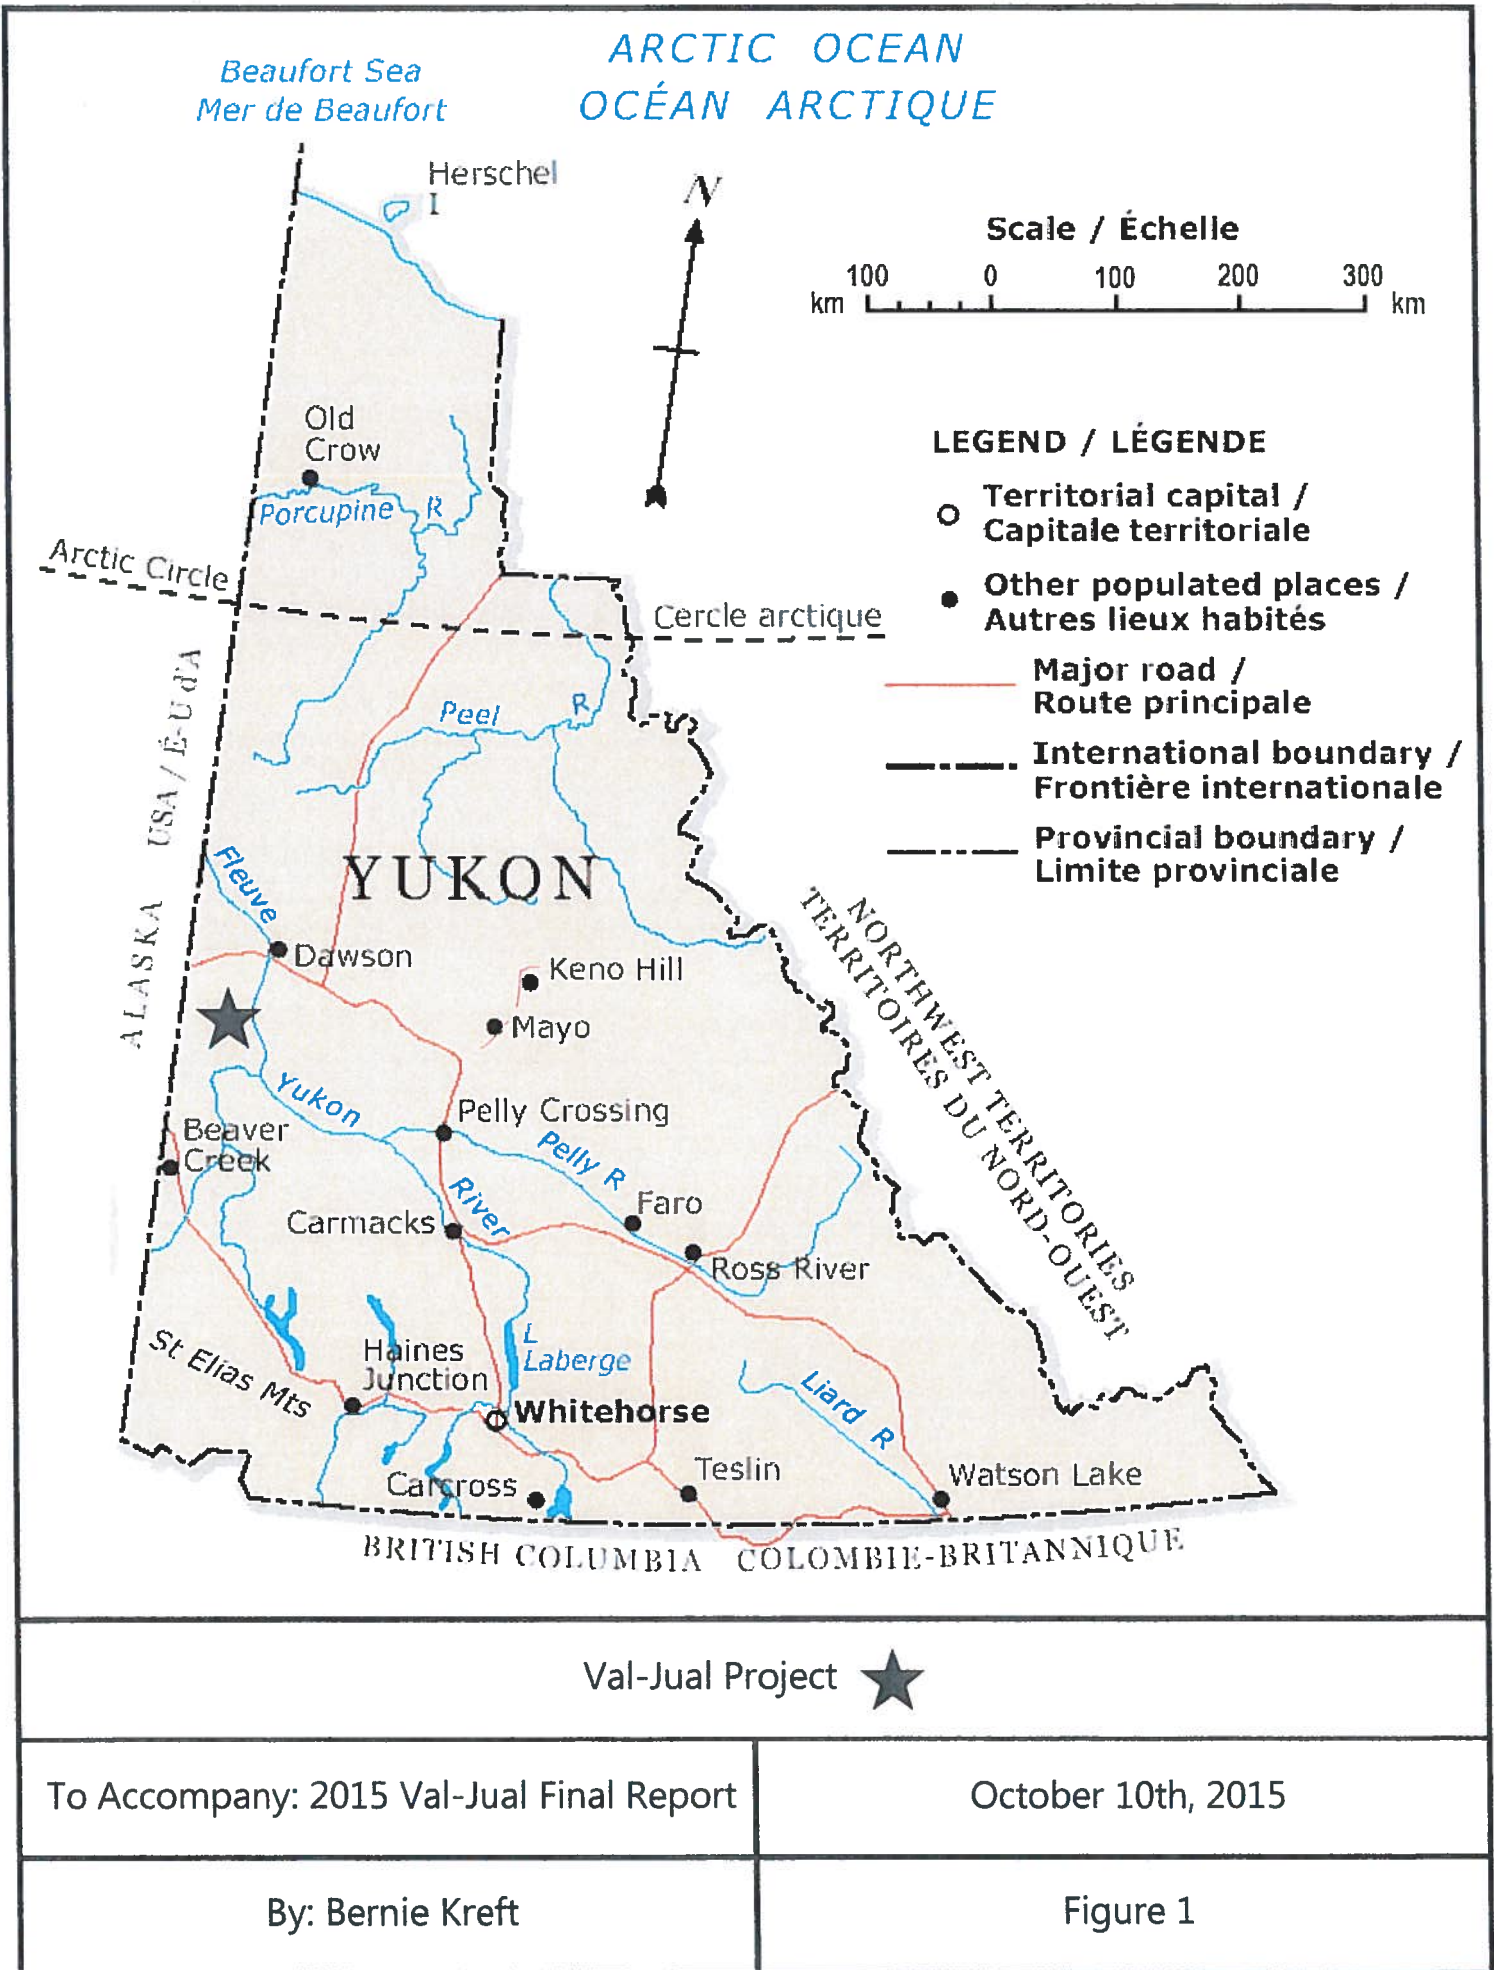 ARCTIC OCEAN
OCÉAN ARCTIQUE
Beaufort Sea
Mer de Beaufort
Herschel
I
N
Scale / Échelle
100 0 100 200 300
km km
Old
Crow
Porcupine R
Arctic Circle
Cercle arctique
LEGEND / LÉGENDE
Territorial capital /
Capitale territoriale
Other populated places /
Autres lieux habités
Major road /
Route principale
International boundary /
Frontière internationale
Provincial boundary /
Limite provinciale
ALASKA USA / É-U d'A
Peel R
YUKON
Fleuve
Dawson
Keno Hill
Mayo
NORTHWEST TERRITORIES
TERRITOIRES DU NORD-OUEST
Yukon
River
Pelly Crossing
Pelly R
Beaver
Creek
Carmacks
Faro
Ross River
St Elias Mts
Haines
Junction
L
Laberge
Whitehorse
Liard R
Carcross
Teslin
Watson Lake
BRITISH COLUMBIA COLOMBIE-BRITANNIQUE
Val-Jual Project
To Accompany: 2015 Val-Jual Final Report
October 10th, 2015
By: Bernie Kreft
Figure 1